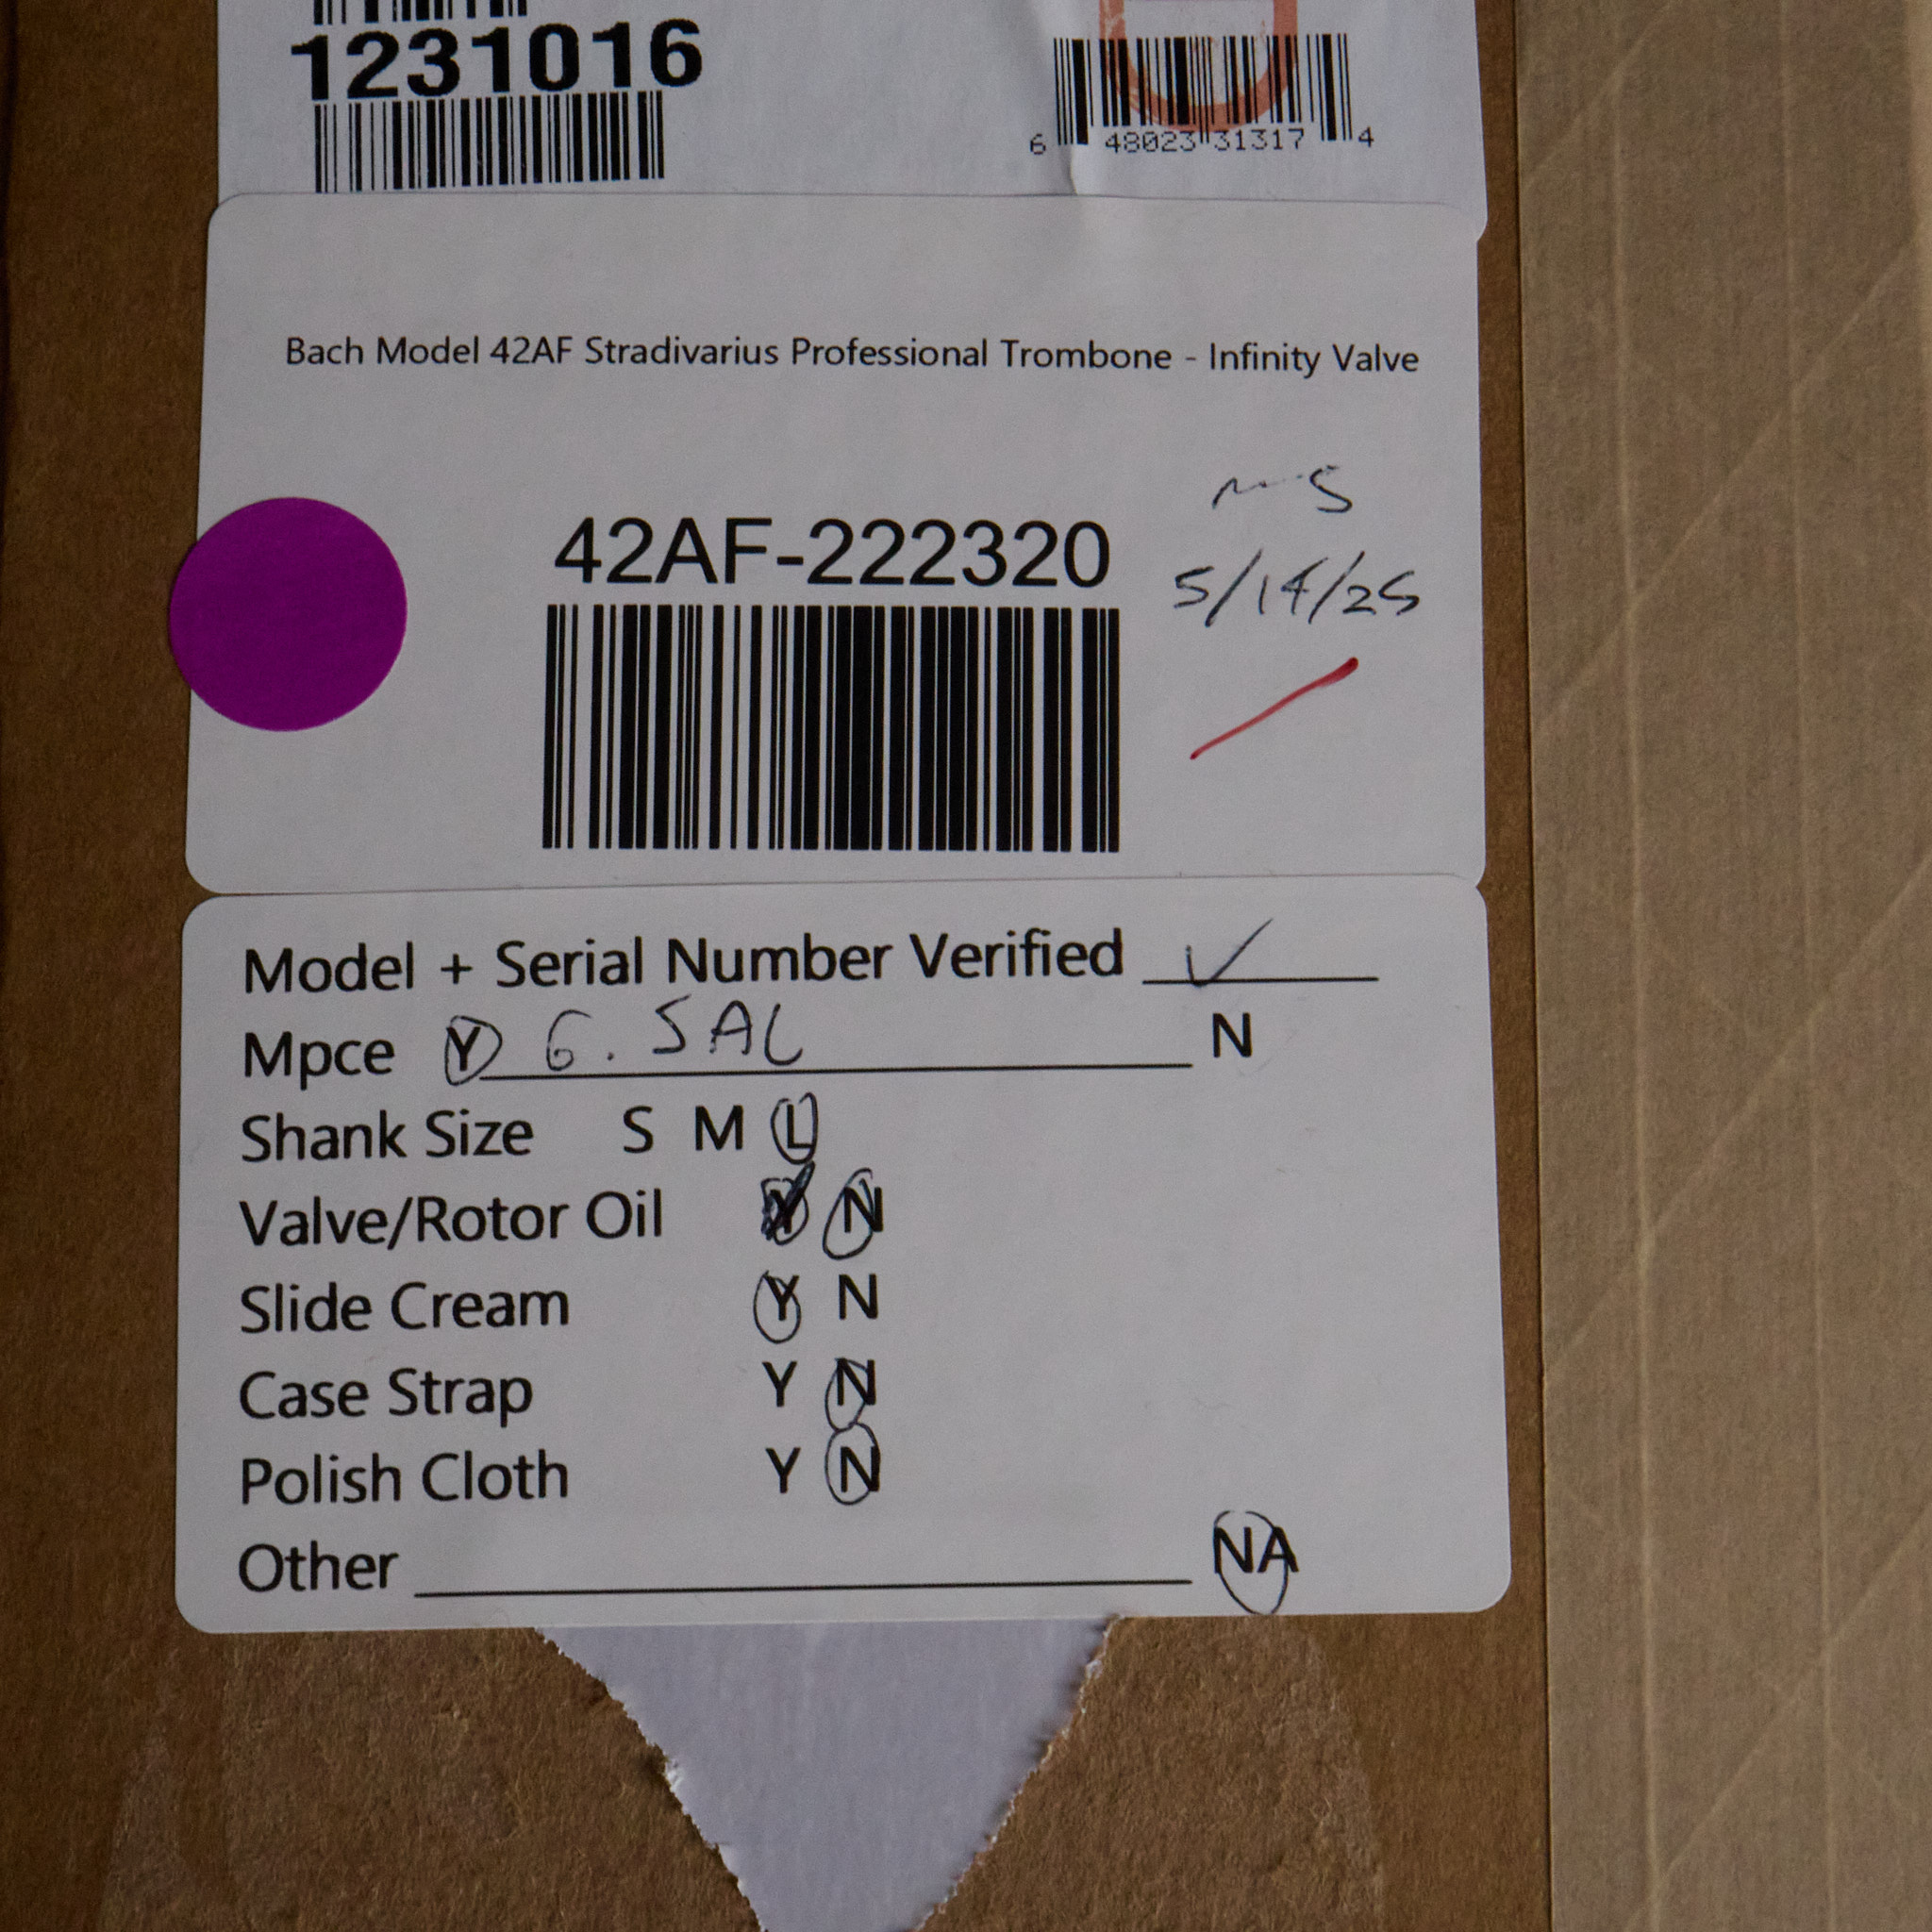 1231016
6 48023 31317 4
Bach Model 42AF Stradivarius Professional Trombone - Infinity Valve
42AF-222320
5/14/25
Model + Serial Number Verified ✓
Mpce Y 6.5AL N
Shank Size S M L
Valve/Rotor Oil Y N
Slide Cream Y N
Case Strap Y N
Polish Cloth Y N
Other NA